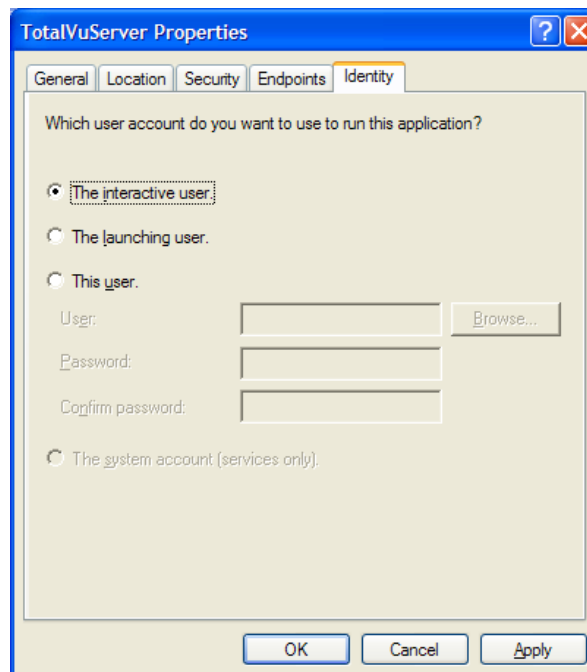 TotalVuServer Properties
General Location Security Endpoints Identity
Which user account do you want to use to run this application?
The interactive user.
The launching user.
This user.
User: Browse...
Password:
Confirm password:
The system account (services only).
OK Cancel Apply